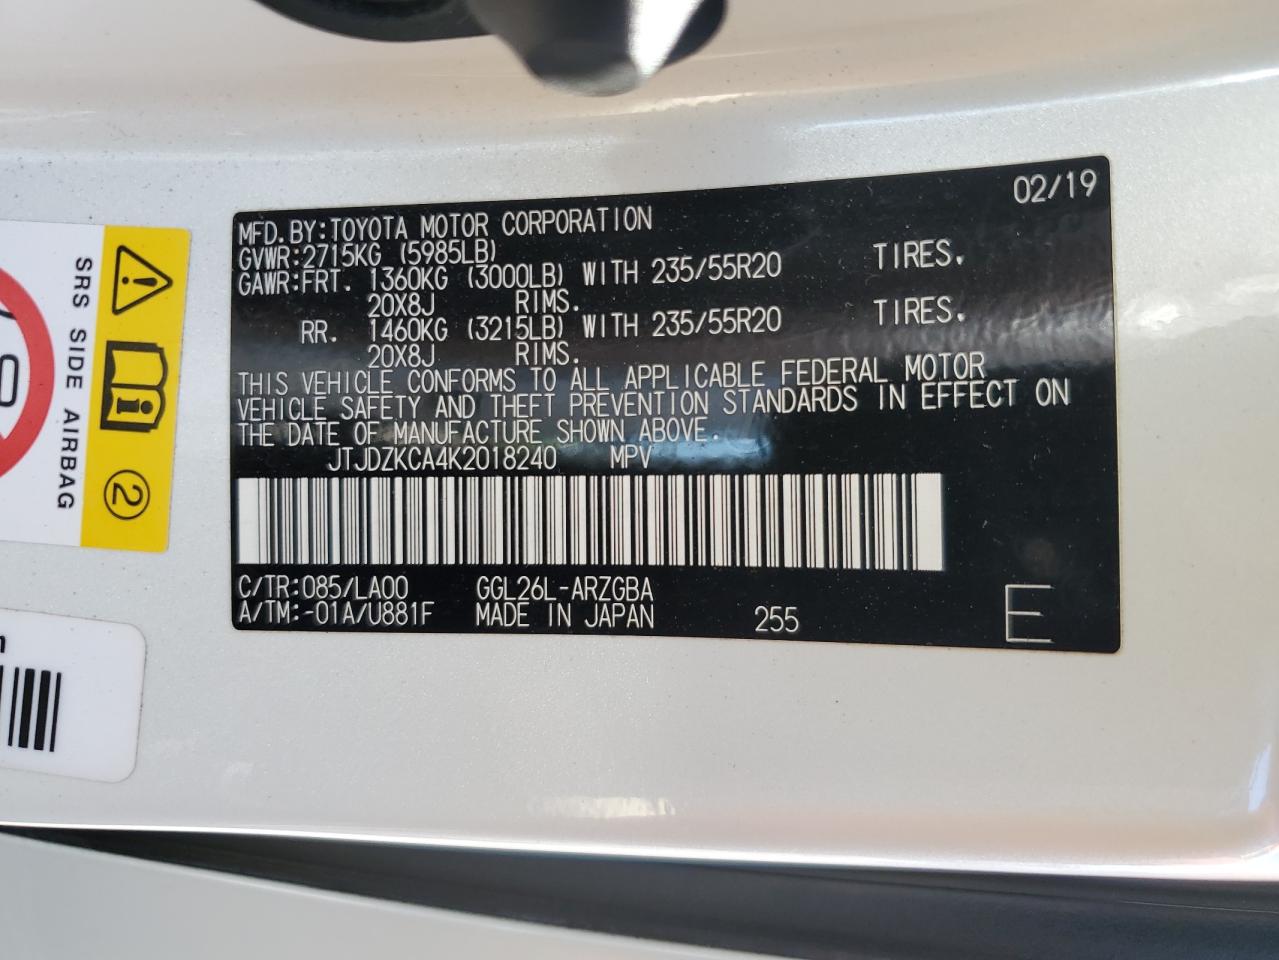 02/19
MFD.BY:TOYOTA MOTOR CORPORATION
GVWR:2715KG (5985LB)
GAWR:FRT. 1360KG (3000LB) WITH 235/55R20 TIRES.
20X8J RIMS.
RR. 1460KG (3215LB) WITH 235/55R20 TIRES.
20X8J RIMS.
THIS VEHICLE CONFORMS TO ALL APPLICABLE FEDERAL MOTOR
VEHICLE SAFETY AND THEFT PREVENTION STANDARDS IN EFFECT ON
THE DATE OF MANUFACTURE SHOWN ABOVE.
JTJDZKCA4K2018240 MPV
C/TR:085/LA00 GGL26L-ARZGBA
A/TM:-01A/U881F MADE IN JAPAN 255 E
SRS SIDE AIRBAG
2